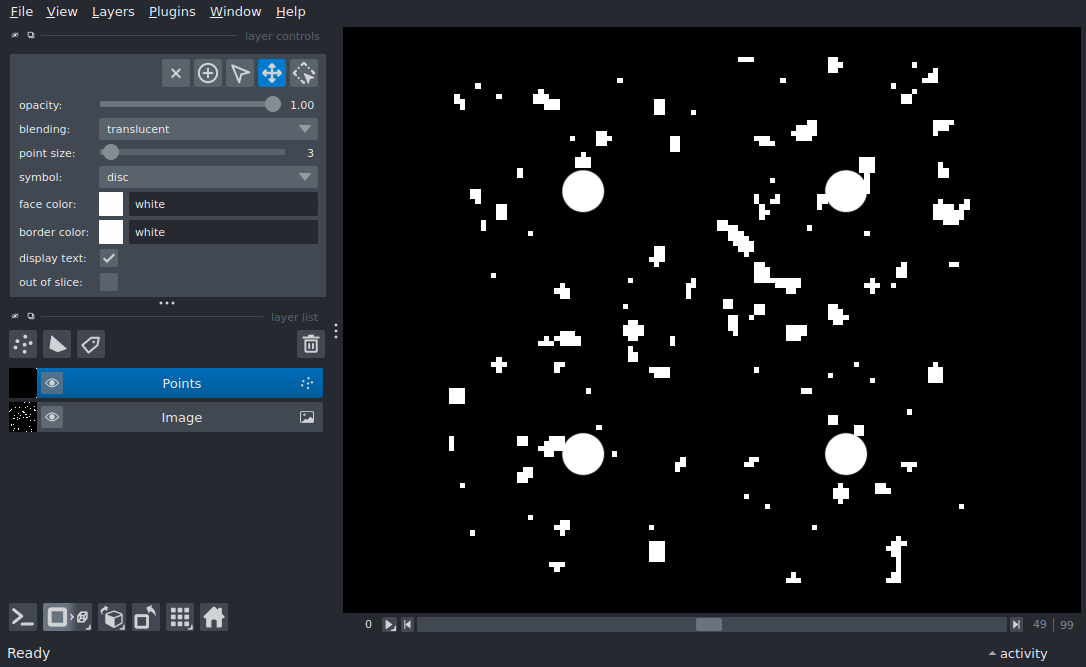 File View Layers Plugins Window Help
layer controls
opacity: 1.00
blending: translucent
point size: 3
symbol: disc
face color: white
border color: white
display text:
out of slice:
layer list
Points
Image
0 49 99
Ready activity